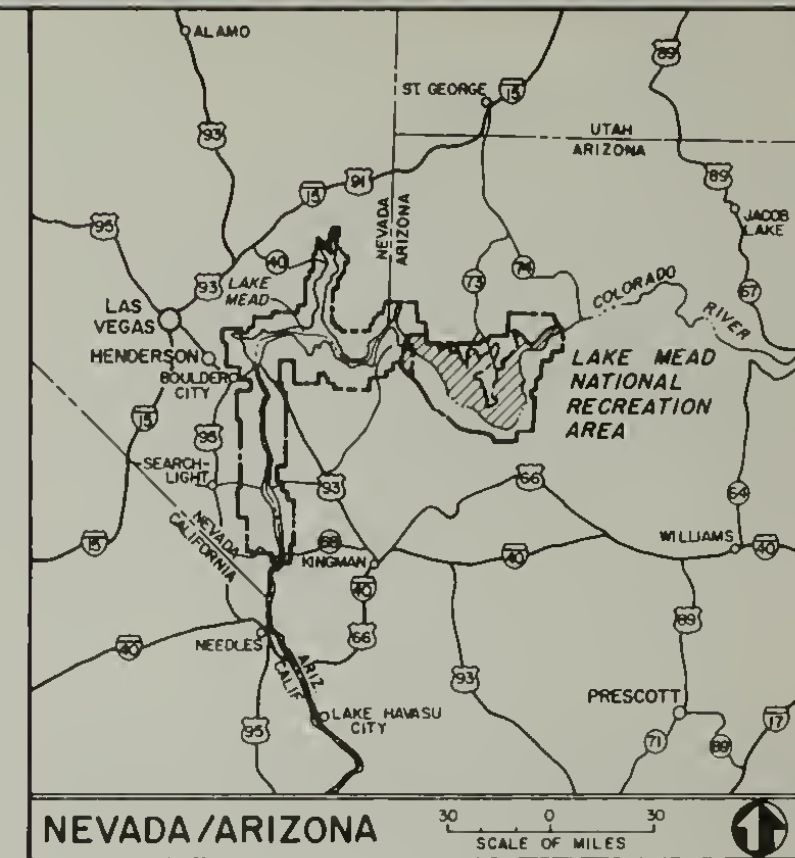 ALAMO
89
ST. GEORGE
15
93
UTAH
ARIZONA
15
91
89
95
NEVADA
ARIZONA
JACOB
LAKE
40
93
LAKE
MEAD
73
74
COLORADO
RIVER
67
LAS
VEGAS
HENDERSON
BOULDER
CITY
LAKE MEAD
NATIONAL
RECREATION
AREA
15
95
SEARCH-
LIGHT
93
66
64
NEVADA
CALIFORNIA
15
68
KINGMAN
40
WILLIAMS
40
40
66
89
40
NEEDLES
ARIZ.
CALIF
93
PRESCOTT
95
LAKE HAVASU
CITY
71
89
17
NEVADA/ARIZONA
30 0 30
SCALE OF MILES